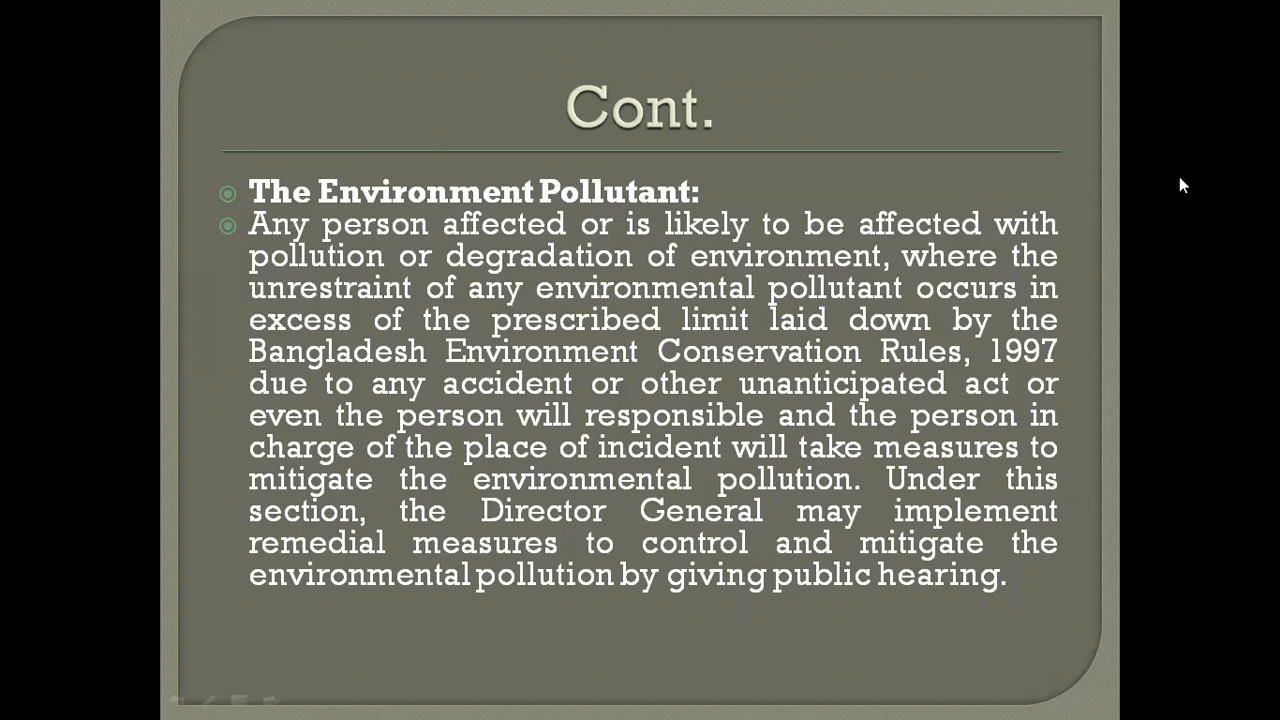 Cont.
The Environment Pollutant:
Any person affected or is likely to be affected with
pollution or degradation of environment, where the
unrestraint of any environmental pollutant occurs in
excess of the prescribed limit laid down by the
Bangladesh Environment Conservation Rules, 1997
due to any accident or other unanticipated act or
even the person will responsible and the person in
charge of the place of incident will take measures to
mitigate the environmental pollution. Under this
section, the Director General may implement
remedial measures to control and mitigate the
environmental pollution by giving public hearing.